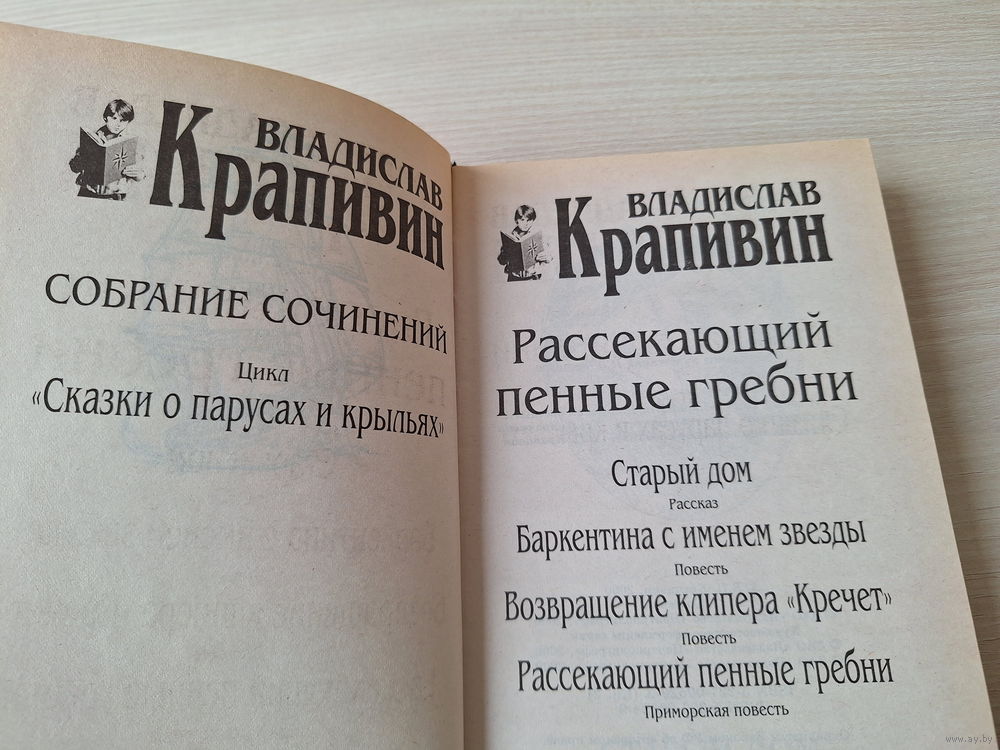 ВЛАДИСЛАВ
Крапивин
СОБРАНИЕ СОЧИНЕНИЙ
Цикл
«Сказки о парусах и крыльях»
ВЛАДИСЛАВ
Крапивин
Рассекающий
пенные гребни
Старый дом
Рассказ
Баркентина с именем звезды
Повесть
Возвращение клипера «Кречет»
Повесть
Рассекающий пенные гребни
Приморская повесть
www.ay.by